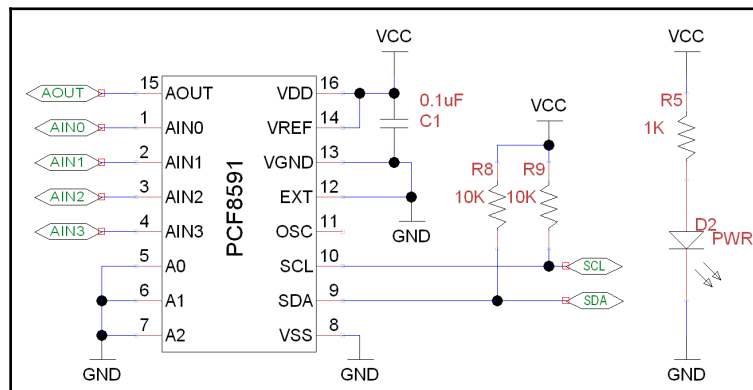 VCC
VCC
AOUT 15 AOUT VDD 16
0.1uF
C1
R5
1K
AIN0 1 AIN0 VREF 14
VCC
AIN1 2 AIN1 VGND 13
R8 R9
AIN2 3 AIN2 EXT 12
10K 10K
PCF8591
AIN3 4 AIN3 OSC 11
GND
D2
PWR
5 A0 SCL 10 SCL
6 A1 SDA 9 SDA
7 A2 VSS 8
GND
GND
GND